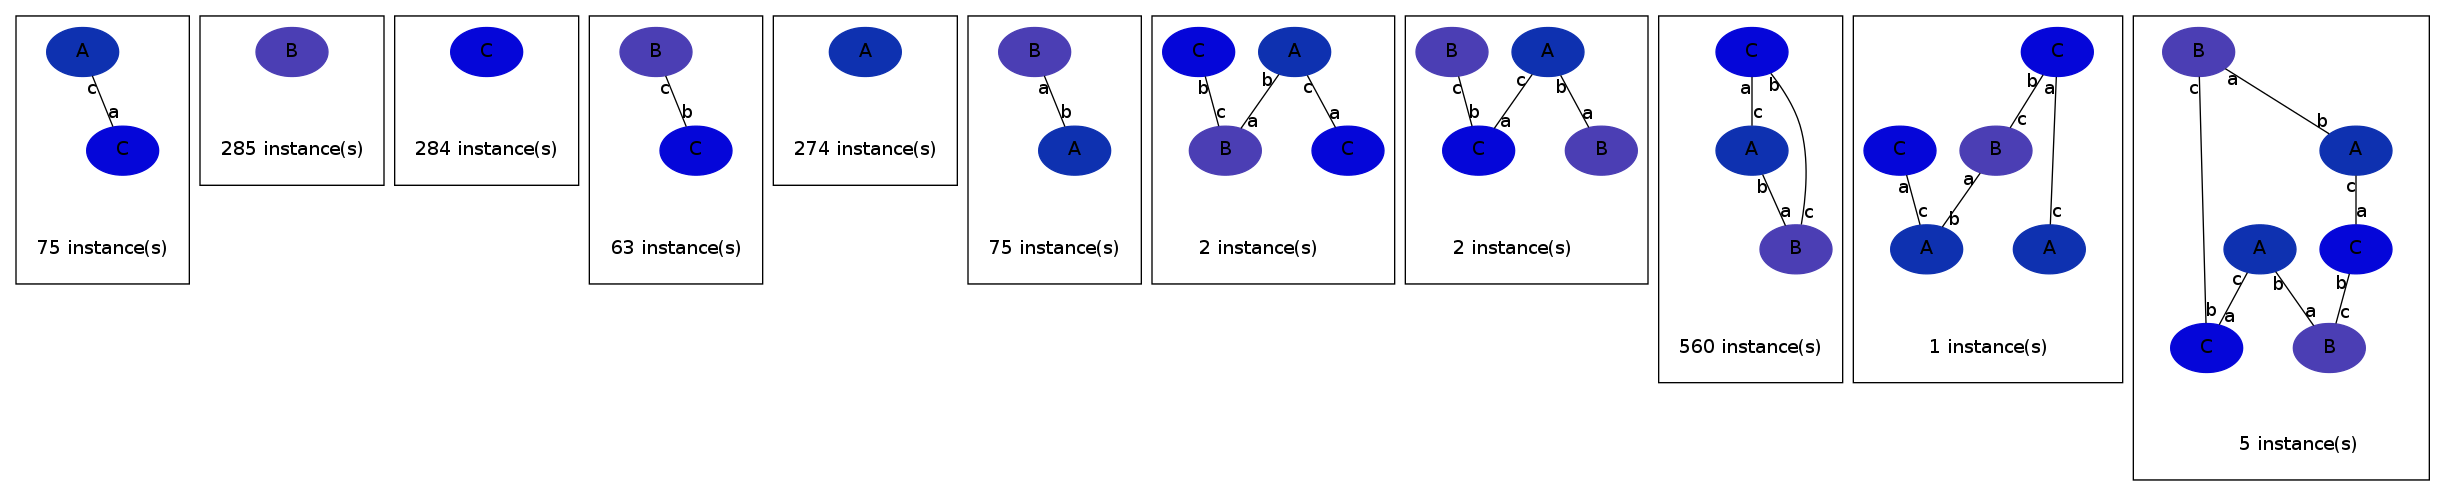 A
c
a
C
75 instance(s)
B
285 instance(s)
C
284 instance(s)
B
c
b
C
63 instance(s)
A
274 instance(s)
B
a
b
A
75 instance(s)
C A
b b c
c a a
B C
2 instance(s)
B A
c c b
b a a
C B
2 instance(s)
C
a b
c
A
b
a c
B
560 instance(s)
C
b a
c
C B
a a
c b c
A A
1 instance(s)
B
c a
b
A
c
a
A C
c b b
b a a c
C B
5 instance(s)